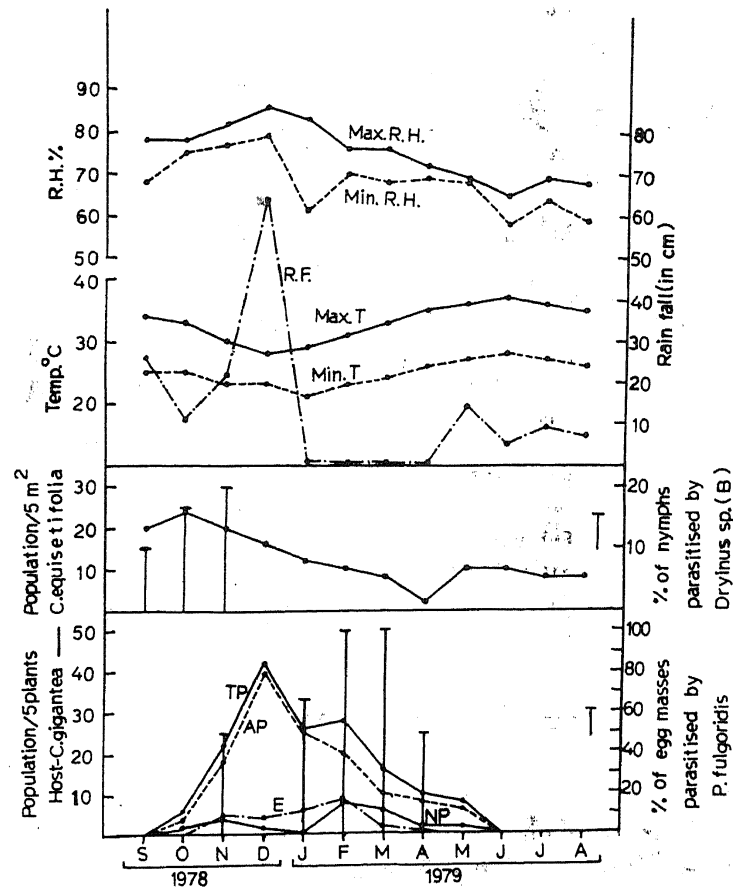 90
80
70
60
50
R.H.%
Max.R.H.
Min.R.H.
R.F.
80
70
60
50
40
30
20
10
Rain fall(in cm)
40
30
20
Temp.°C
Max.T
Min.T
30
20
10
Population/5 m²
C.equisetifolia
20
10
% of nymphs
parasitised by
Dryinus sp.(B)
50
40
30
20
10
Population/5plants
Host-C.gigantea
TP
AP
E
NP
100
80
60
40
20
% of egg masses
parasitised by
P. fulgoridis
S O N D J F M A M J J A
1978 1979